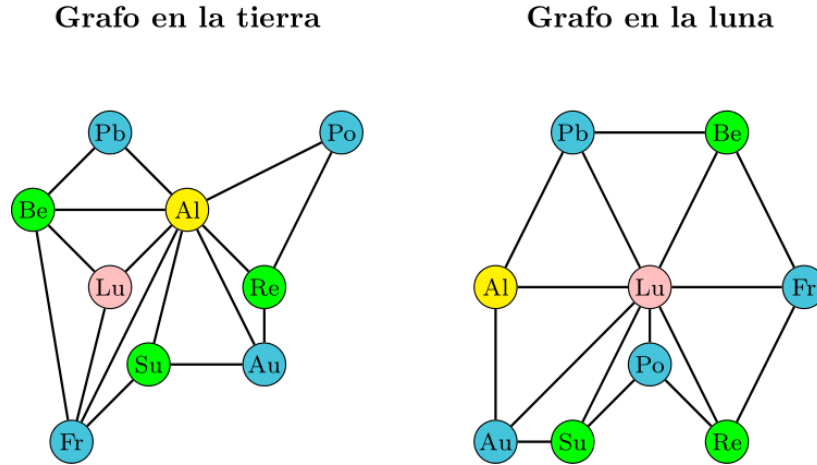 Grafo en la tierra
Grafo en la luna
Pb
Po
Be
Al
Lu
Re
Su
Au
Fr
Pb
Be
Al
Lu
Fr
Po
Au
Su
Re